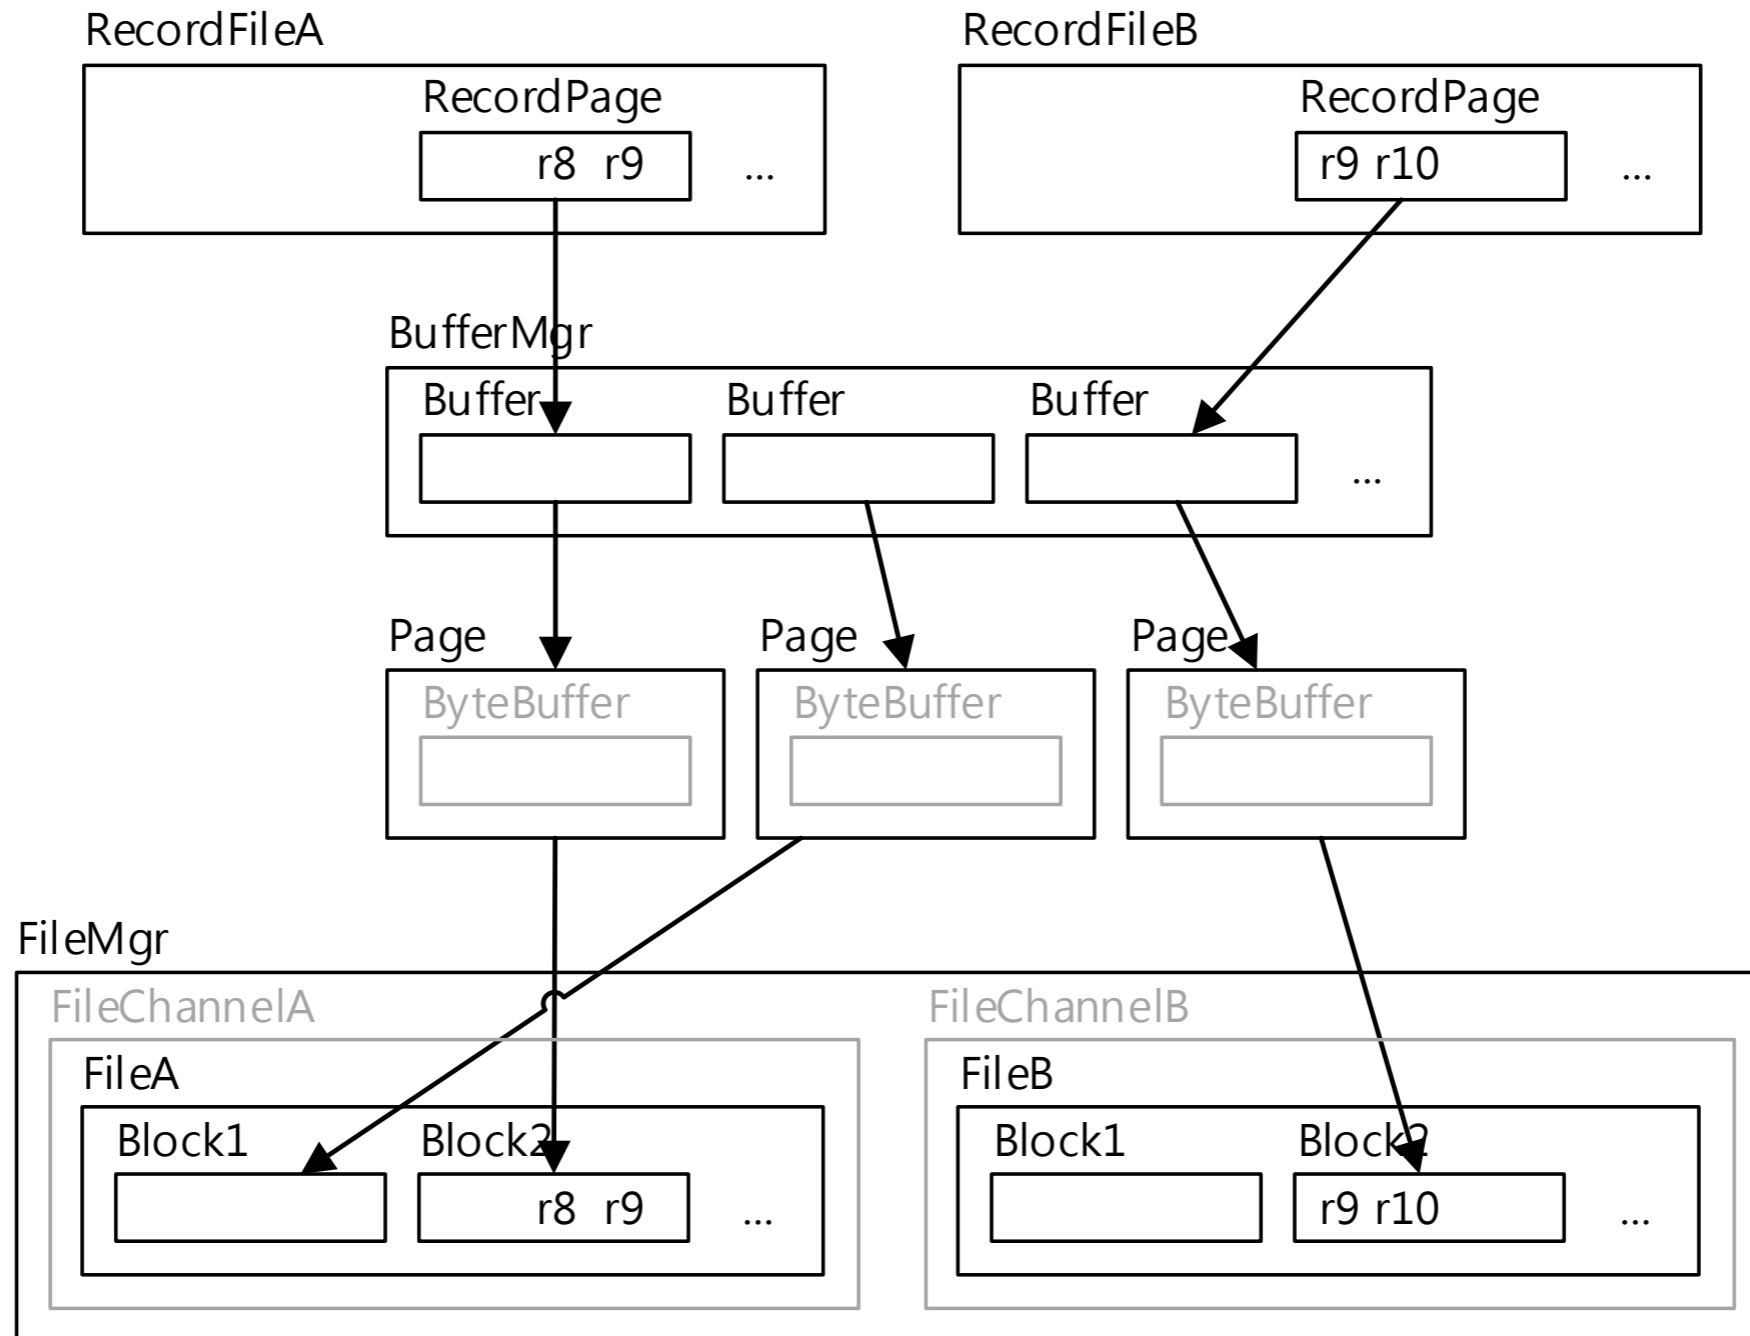 RecordFileA RecordFileB
RecordPage RecordPage
r8 r9 ... r9 r10 ...
BufferMgr
Buffer Buffer Buffer
...
Page Page Page
ByteBuffer ByteBuffer ByteBuffer
FileMgr
FileChannelA FileChannelB
FileA FileB
Block1 Block2 Block1 Block2
r8 r9 ... r9 r10 ...